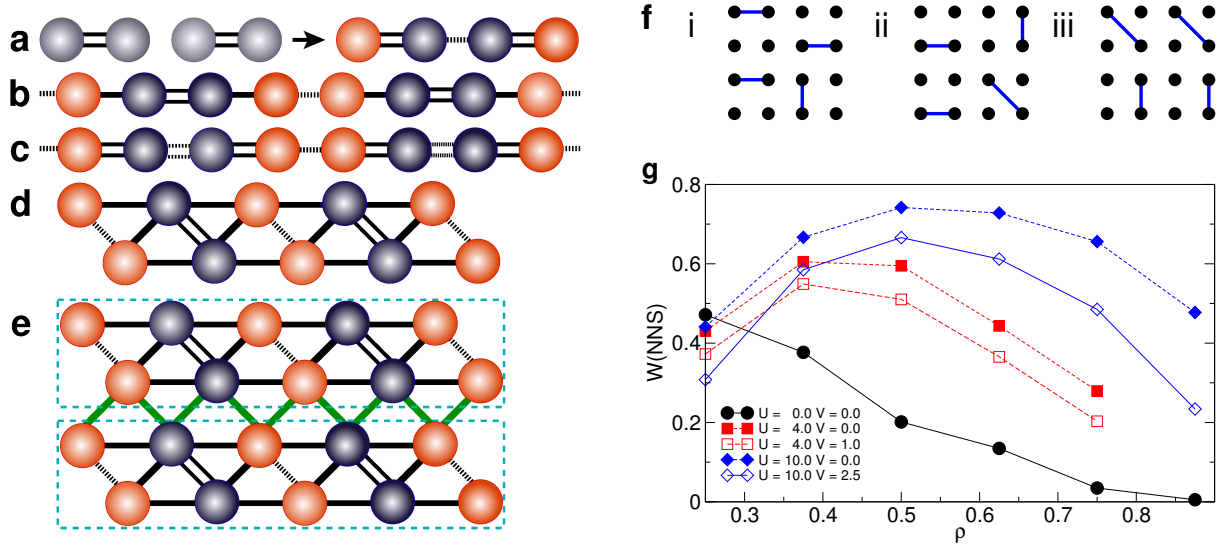 a
b
c
d
e
f i ii iii
g
W(NNS)
0.8
0.6
0.4
0.2
0
U = 0.0 V = 0.0
U = 4.0 V = 0.0
U = 4.0 V = 1.0
U = 10.0 V = 0.0
U = 10.0 V = 2.5
0.3 0.4 0.5 0.6 0.7 0.8
ρ